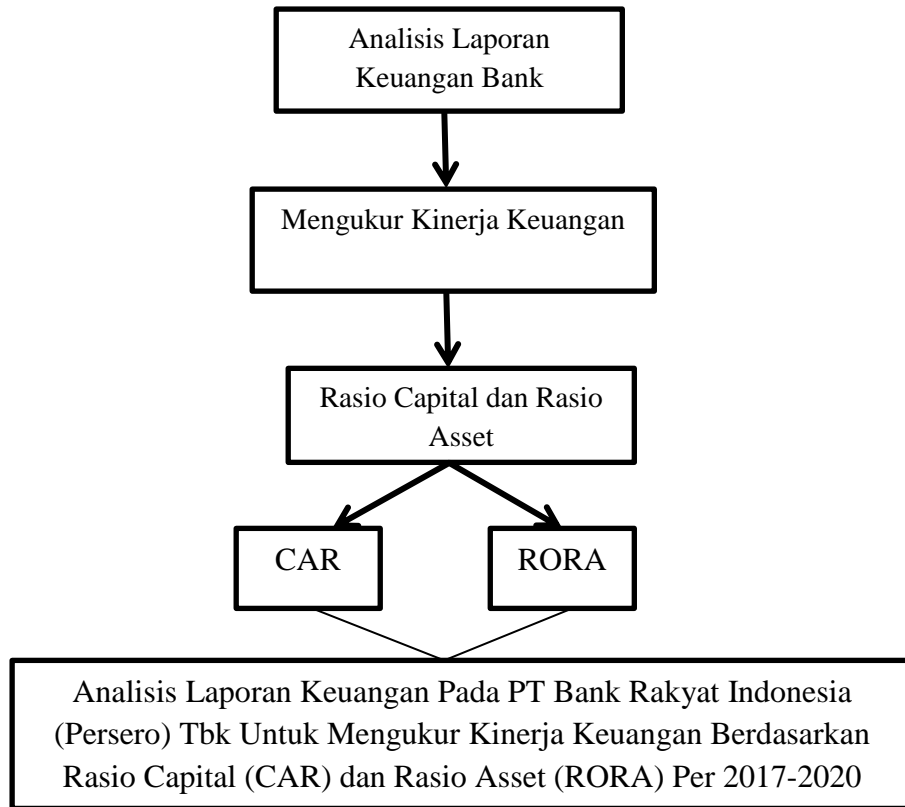 Analisis Laporan
Keuangan Bank
Mengukur Kinerja Keuangan
Rasio Capital dan Rasio
Asset
CAR
RORA
Analisis Laporan Keuangan Pada PT Bank Rakyat Indonesia
(Persero) Tbk Untuk Mengukur Kinerja Keuangan Berdasarkan
Rasio Capital (CAR) dan Rasio Asset (RORA) Per 2017-2020